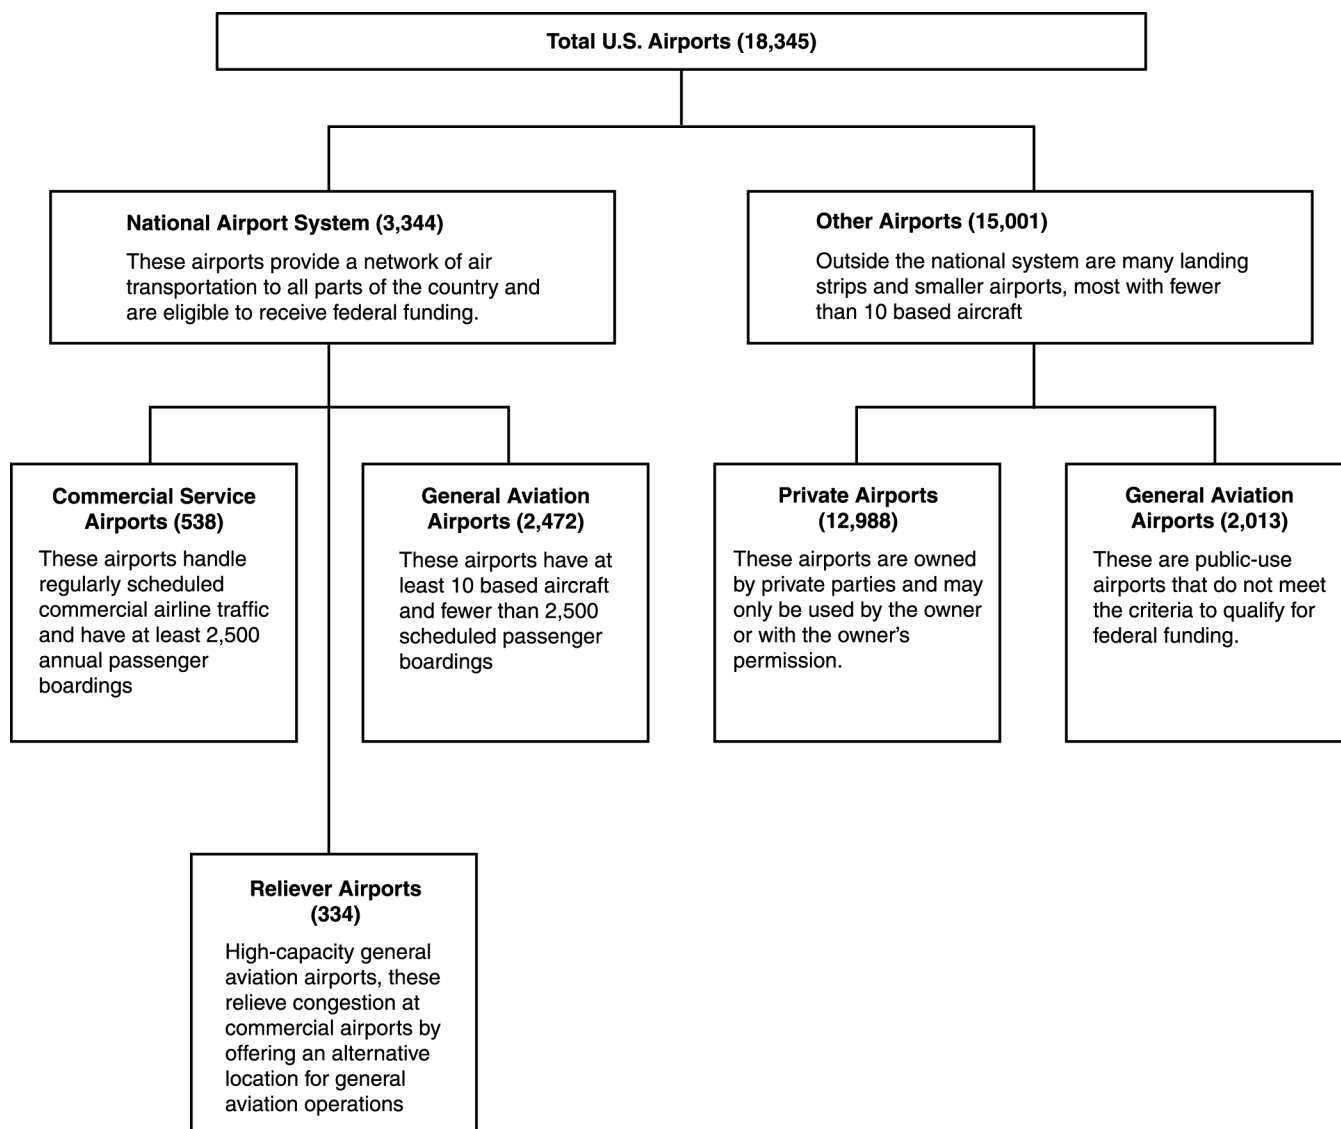 Total U.S. Airports (18,345)
National Airport System (3,344)
These airports provide a network of air
transportation to all parts of the country and
are eligible to receive federal funding.
Other Airports (15,001)
Outside the national system are many landing
strips and smaller airports, most with fewer
than 10 based aircraft
Commercial Service
Airports (538)
These airports handle
regularly scheduled
commercial airline traffic
and have at least 2,500
annual passenger
boardings
General Aviation
Airports (2,472)
These airports have at
least 10 based aircraft
and fewer than 2,500
scheduled passenger
boardings
Private Airports
(12,988)
These airports are owned
by private parties and may
only be used by the owner
or with the owner’s
permission.
General Aviation
Airports (2,013)
These are public-use
airports that do not meet
the criteria to qualify for
federal funding.
Reliever Airports
(334)
High-capacity general
aviation airports, these
relieve congestion at
commercial airports by
offering an alternative
location for general
aviation operations